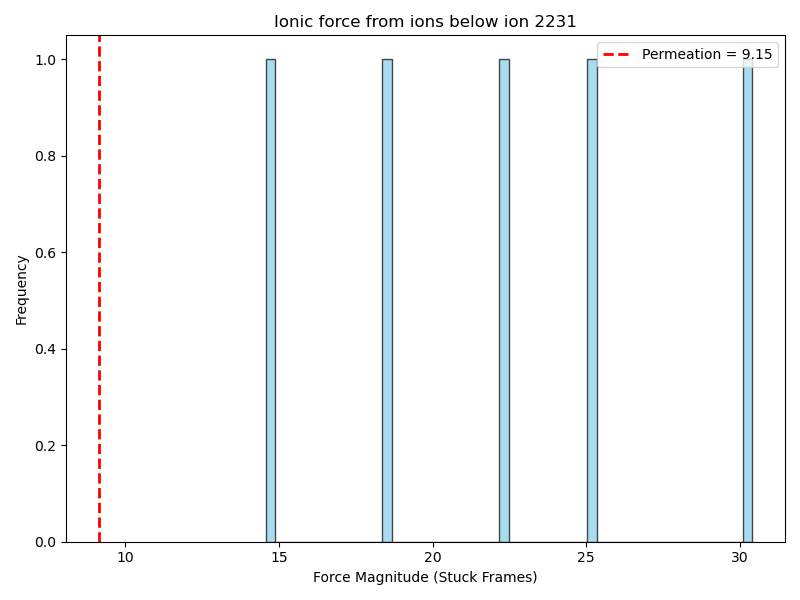 Ionic force from ions below ion 2231
Permeation = 9.15
1.0
0.8
0.6
0.4
0.2
0.0
Frequency
10 15 20 25 30
Force Magnitude (Stuck Frames)